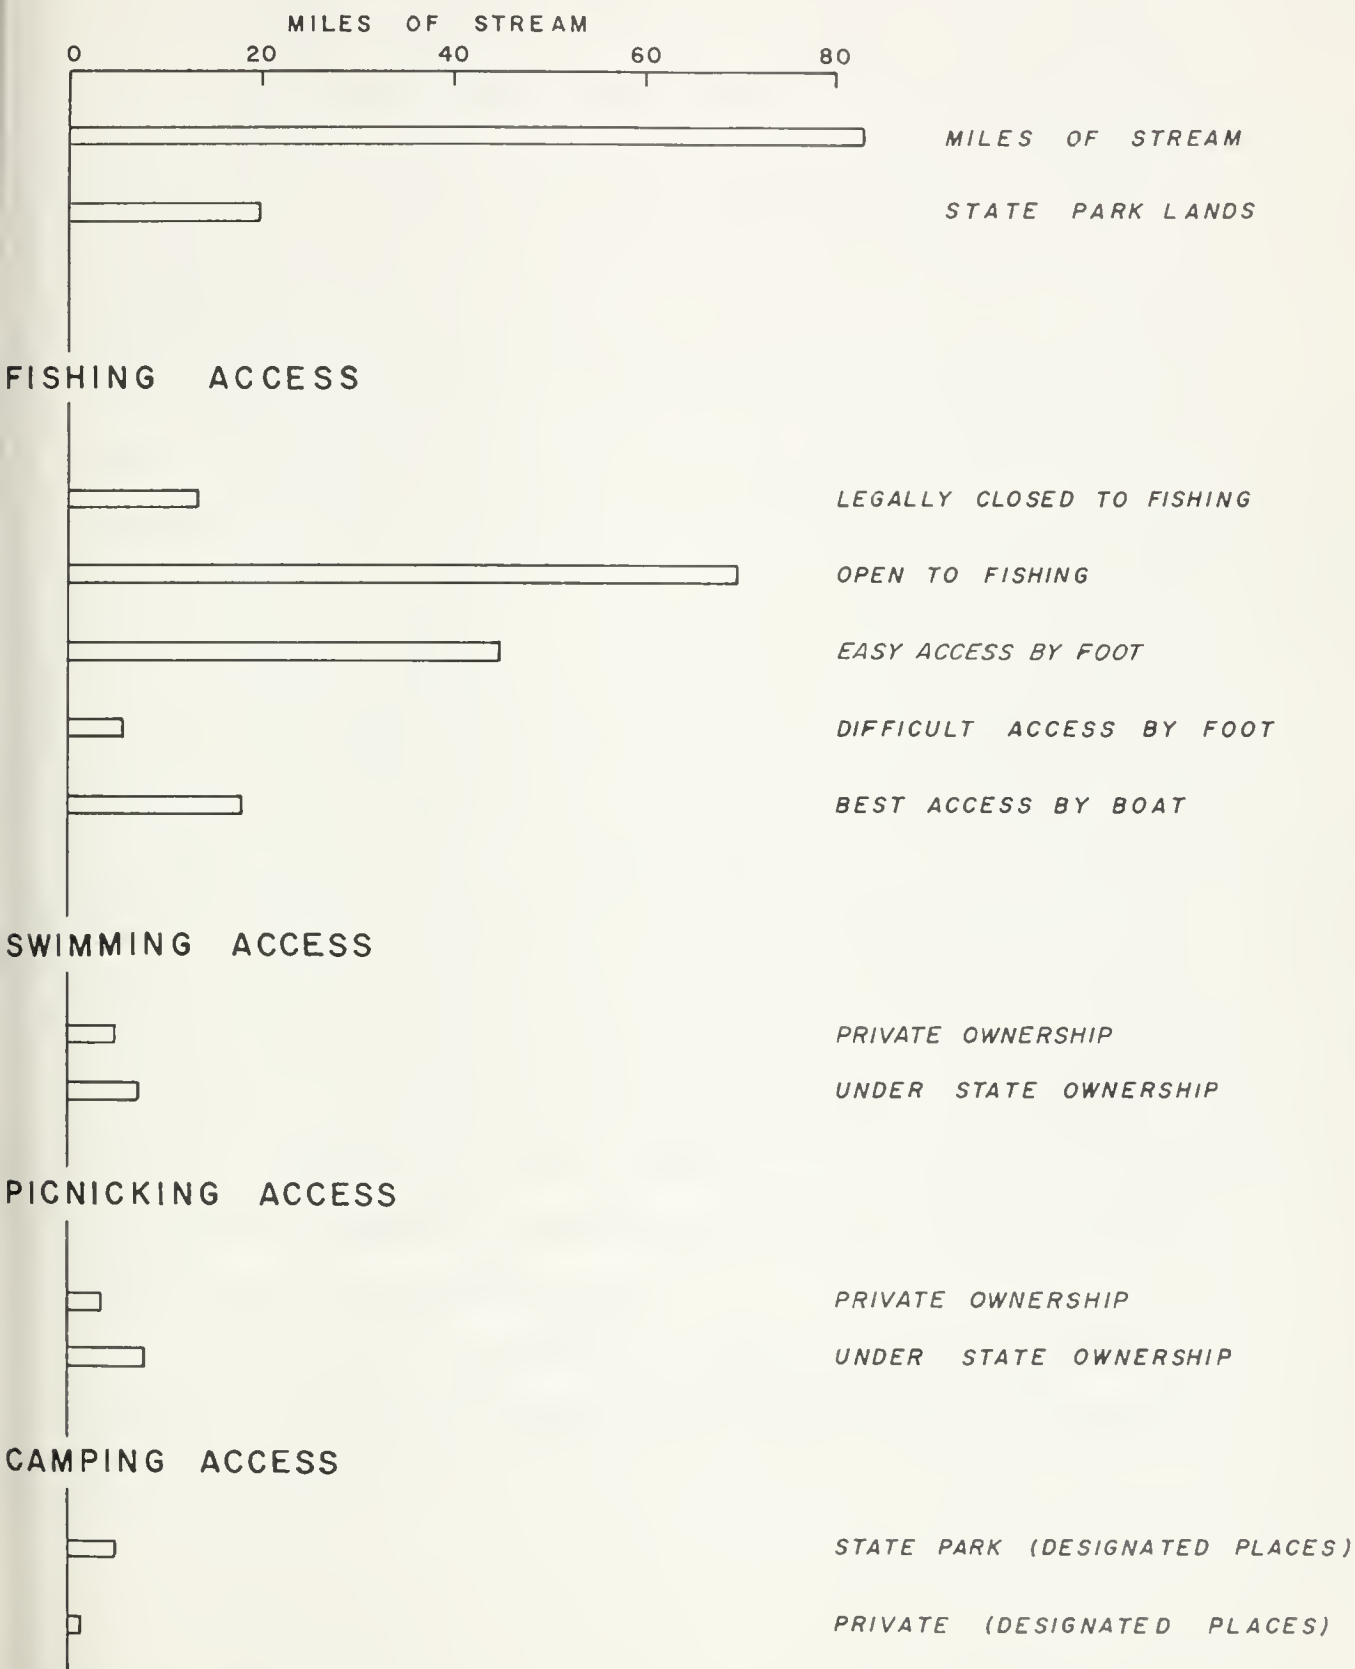 MILES OF STREAM
0 20 40 60 80
MILES OF STREAM
STATE PARK LANDS
FISHING ACCESS
LEGALLY CLOSED TO FISHING
OPEN TO FISHING
EASY ACCESS BY FOOT
DIFFICULT ACCESS BY FOOT
BEST ACCESS BY BOAT
SWIMMING ACCESS
PRIVATE OWNERSHIP
UNDER STATE OWNERSHIP
PICNICKING ACCESS
PRIVATE OWNERSHIP
UNDER STATE OWNERSHIP
CAMPING ACCESS
STATE PARK (DESIGNATED PLACES)
PRIVATE (DESIGNATED PLACES)